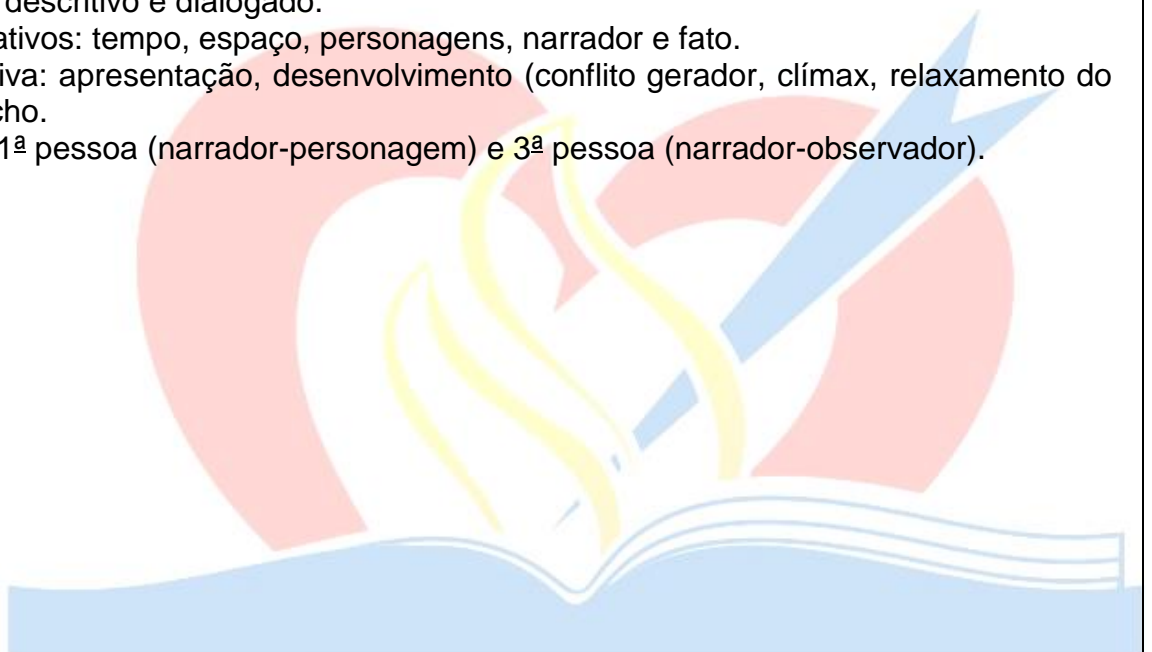 descritivo e dialogado.
ativos: tempo, espaço, personagens, narrador e fato.
iva: apresentação, desenvolvimento (conflito gerador, clímax, relaxamento do
cho.
1ª pessoa (narrador-personagem) e 3ª pessoa (narrador-observador).